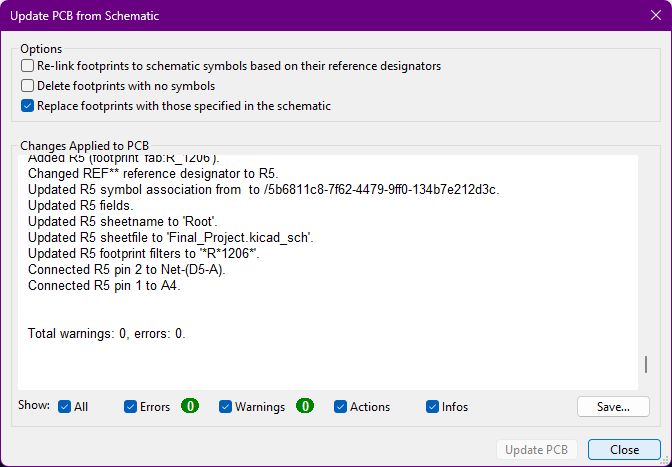 Update PCB from Schematic
Options
Re-link footprints to schematic symbols based on their reference designators
Delete footprints with no symbols
Replace footprints with those specified in the schematic
Changes Applied to PCB
Added R5 (footprint 'fab:R_1206').
Changed REF** reference designator to R5.
Updated R5 symbol association from  to /5b6811c8-7f62-4479-9ff0-134b7e212d3c.
Updated R5 fields.
Updated R5 sheetname to 'Root'.
Updated R5 sheetfile to 'Final_Project.kicad_sch'.
Updated R5 footprint filters to '*R*1206*'.
Connected R5 pin 2 to Net-(D5-A).
Connected R5 pin 1 to A4.
Total warnings: 0, errors: 0.
Show: All Errors 0 Warnings 0 Actions Infos Save...
Update PCB Close